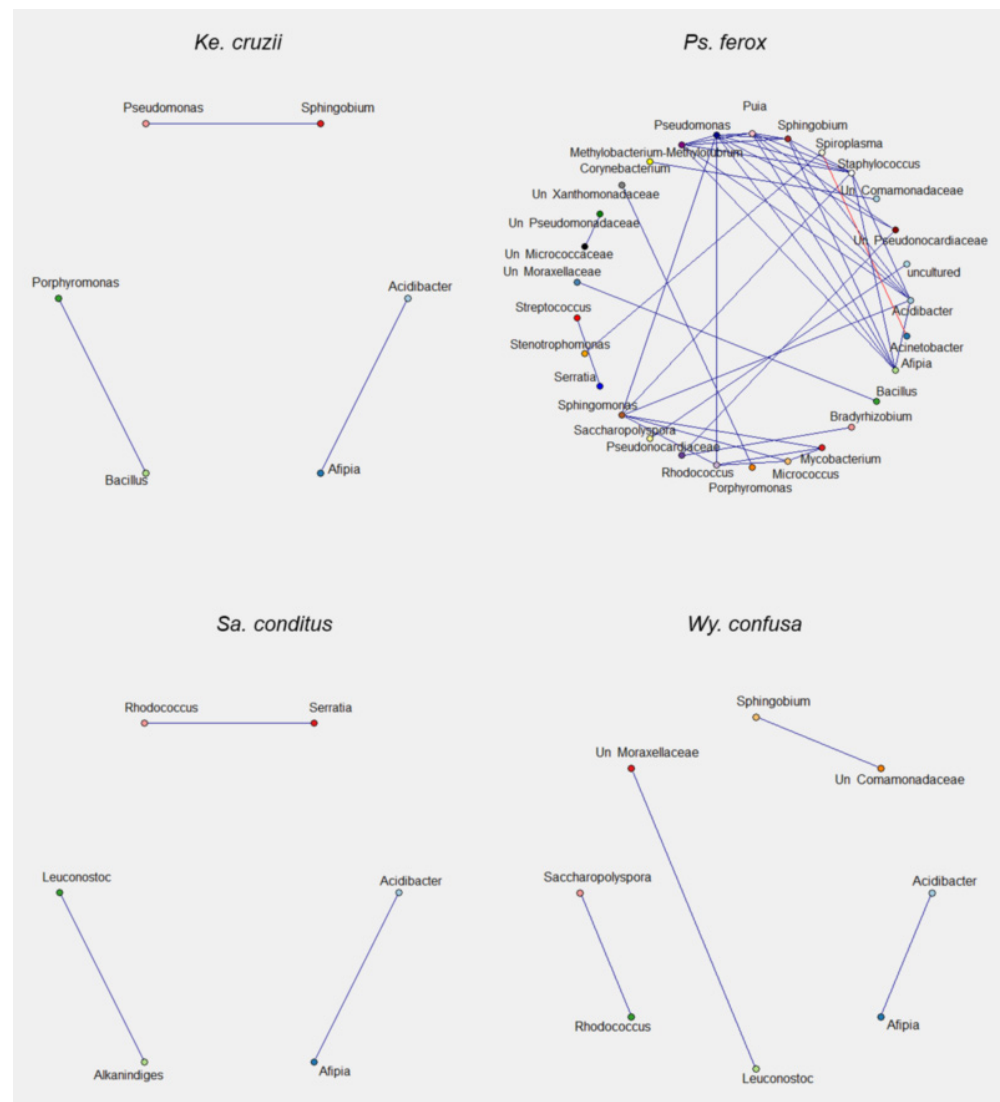 Ke. cruzii
Ps. ferox
Pseudomonas
Sphingobium
Porphyromonas
Acidibacter
Bacillus
Afipia
Puia
Pseudomonas
Sphingobium
Methylobacterium-Methylorubrum
Spiroplasma
Corynebacterium
Staphylococcus
Un Xanthomonadaceae
Un Comamonadaceae
Un Pseudomonadaceae
Un Pseudonocardiaceae
Un Micrococcaceae
Un Moraxellaceae
uncultured
Streptococcus
Acidibacter
Stenotrophomonas
Acinetobacter
Serratia
Afipia
Sphingomonas
Bacillus
Saccharopolyspora
Bradyrhizobium
Pseudonocardiaceae
Mycobacterium
Rhodococcus
Micrococcus
Porphyromonas
Sa. conditus
Wy. confusa
Rhodococcus
Serratia
Leuconostoc
Acidibacter
Alkanindiges
Afipia
Sphingobium
Un Moraxellaceae
Un Comamonadaceae
Saccharopolyspora
Acidibacter
Rhodococcus
Afipia
Leuconostoc